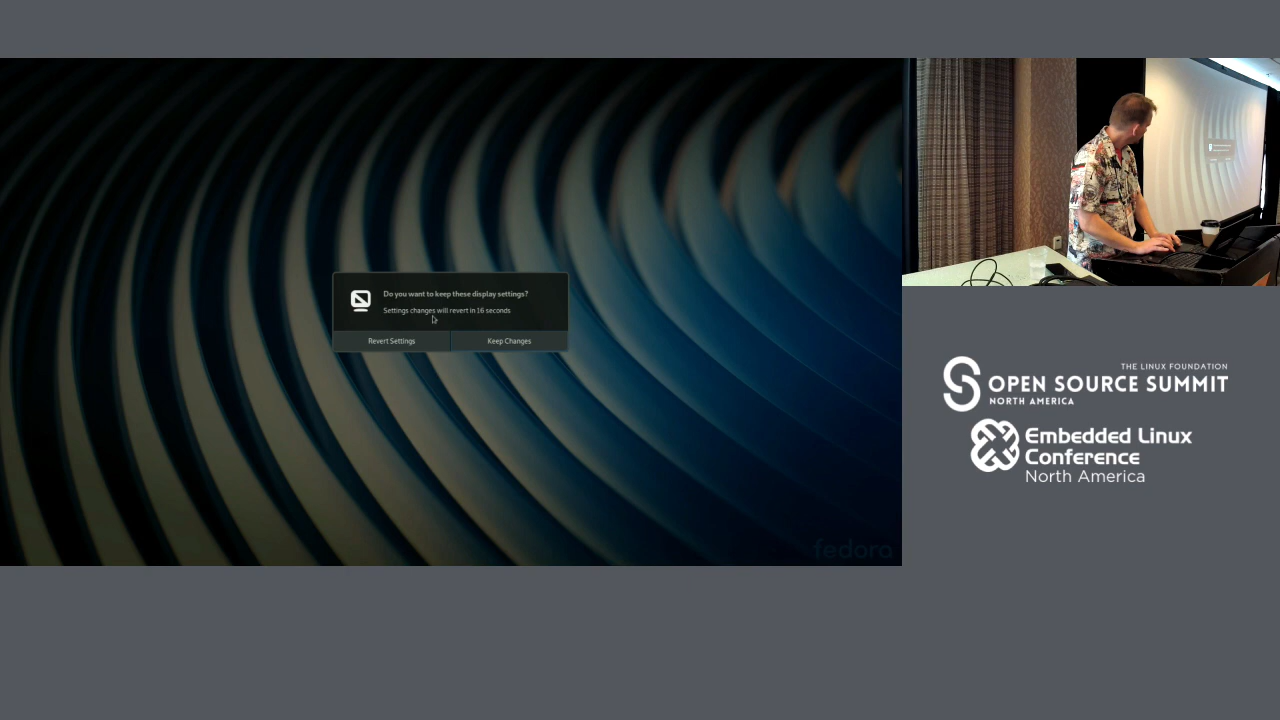 Do you want to keep these display settings?
Settings changes will revert in 16 seconds
Revert Settings
Keep Changes
fedora
THE LINUX FOUNDATION
OPEN SOURCE SUMMIT
NORTH AMERICA
Embedded Linux
Conference
North America